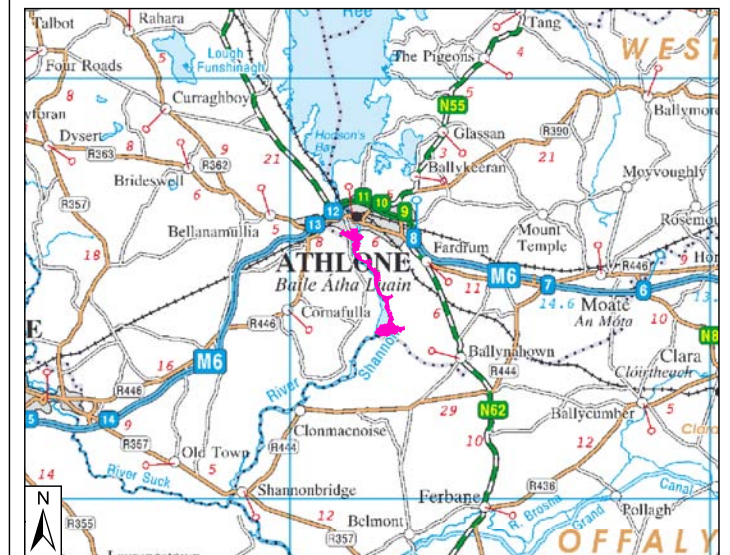 Talbot
Rahara
Ree
Tang
Four Roads
5
Lough
Funshinagh
The Pigeons
4
WEST
8
Curraghboy
5
N55
Ballymore
Dysert
R363
8
9
R362
21
Hodson's
Bay
Glassan
R390
3
21
Brideswell
6
Ballykeeran
Moyvoughly
R357
5
11
10
9
12
13
Bellanamullia
8
6
8
Fardrum
Mount
Temple
18
ATHLONE
Baile Átha Luain
11
M6
7
R446
9
6
14.6
Moate
An Móta
10
R446
Cornafulla
6
N8
E
16
M6
Shannon
Ballynahown
R444
Clara
Clóirtheach
R446
River
29
N62
Ballycumber
5
14
9
R357
Clonmacnoise
R444
10
12
Old Town
5
14
River Suck
Shannonbridge
R436
Canal
N
Ferbane
R. Brosna
Grand
Pollagh
R355
12
R357
Belmont
OFFALY